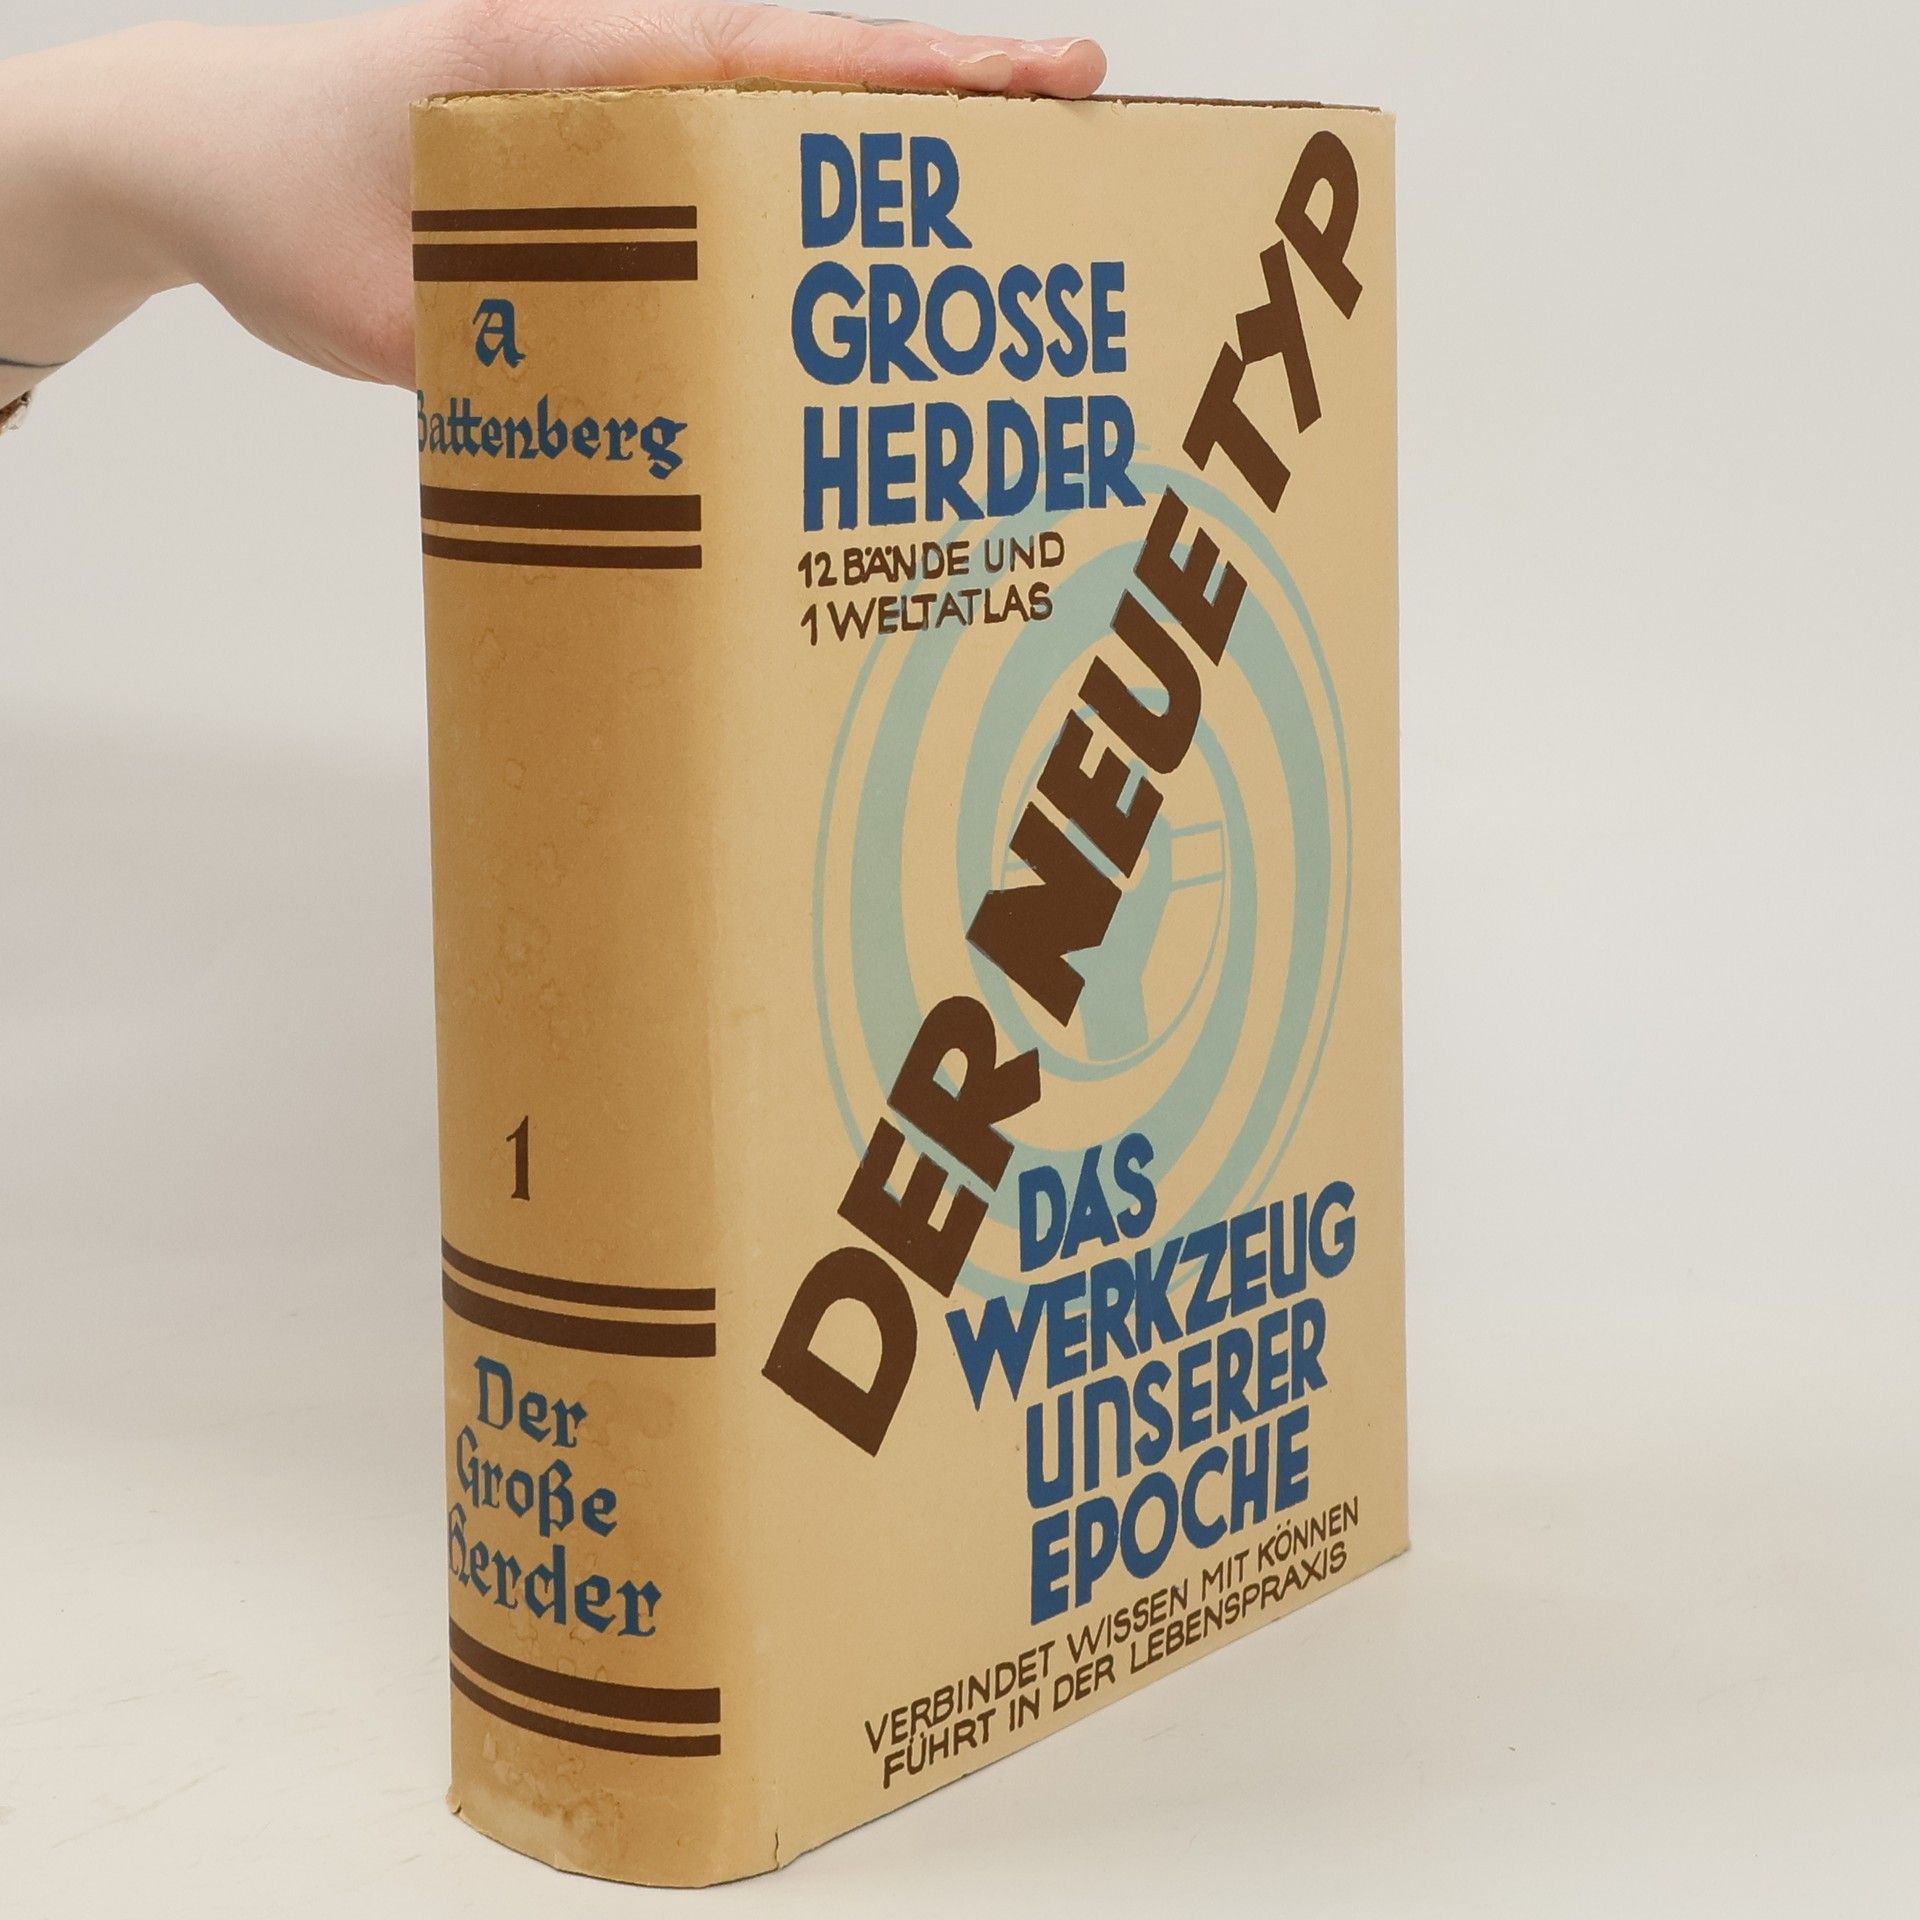 A
Battenberg
1
Der
Große
Herder
DER
GROSSE
HERDER
12 BÄNDE UND
1 WELTATLAS
DER NEUE TYP
DAS
WERKZEUG
UNSERER
EPOCHE
VERBINDET WISSEN MIT KÖNNEN
FÜHRT IN DER LEBENSPRAXIS